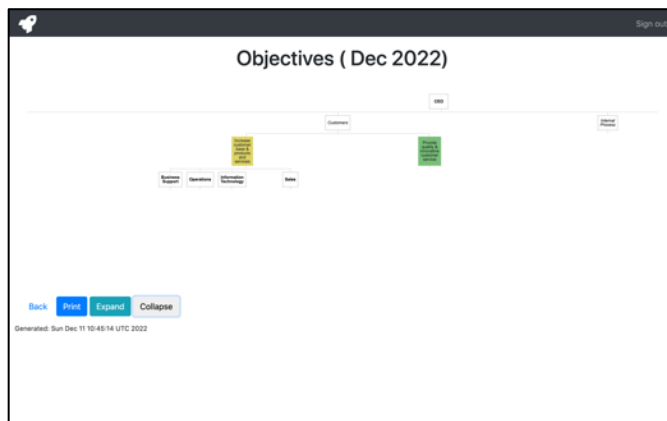 Sign out
Objectives ( Dec 2022)
CEO
Customers
Internal
Process
Increase
customer
base &
products
and
services
Provide
quality &
innovative
customer
service
Business
Support
Operations
Information
Technology
Sales
Back
Print
Expand
Collapse
Generated: Sun Dec 11 10:45:14 UTC 2022